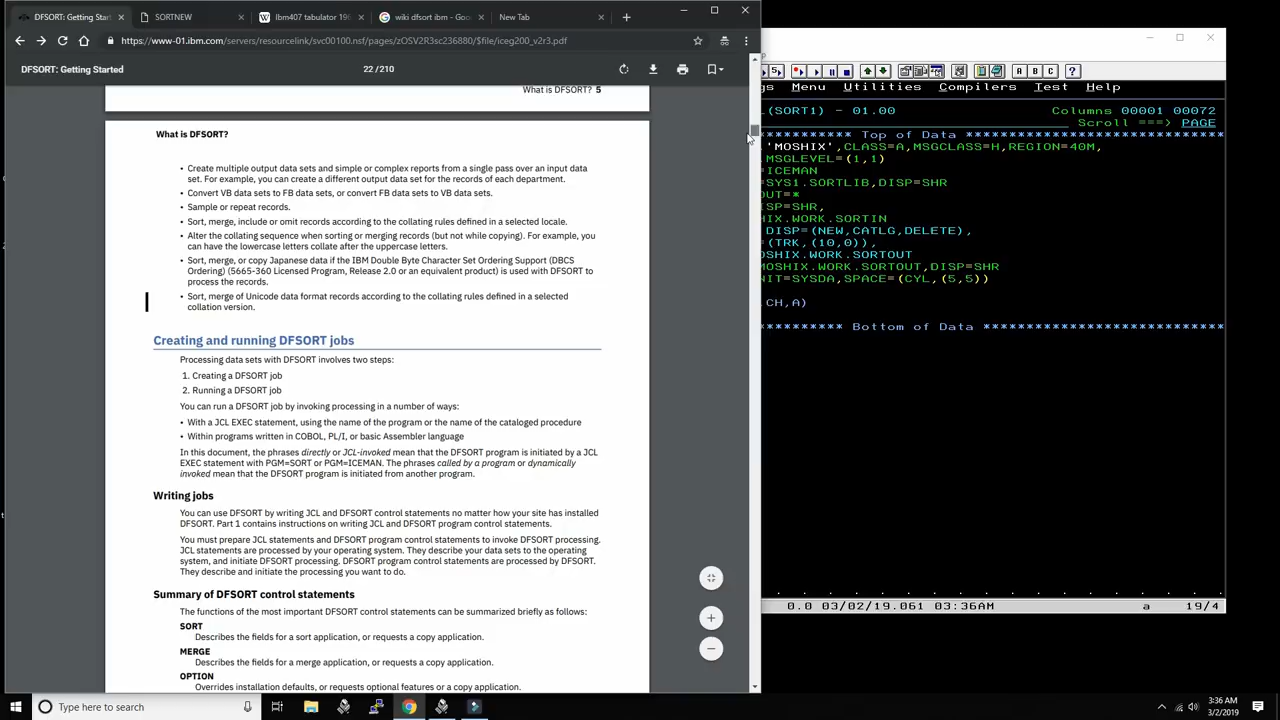 DFSORT: Getting Star
SORTNEW
Ibm407 tabulator 19
wiki dfsort ibm - Goo
New Tab
https://www-01.ibm.com/servers/resourcelink/svc00100.nsf/pages/zOSV2R3sc236880/$file/iceg200_v2r3.pdf
DFSORT: Getting Started
22 / 210
What is DFSORT? 5
What is DFSORT?
• Create multiple output data sets and simple or complex reports from a single pass over an input data
set. For example, you can create a different output data set for the records of each department.
• Convert VB data sets to FB data sets, or convert FB data sets to VB data sets.
• Sample or repeat records.
• Sort, merge, include or omit records according to the collating rules defined in a selected locale.
• Alter the collating sequence when sorting or merging records (but not while copying). For example, you
can have the lowercase letters collate after the uppercase letters.
• Sort, merge, or copy Japanese data if the IBM Double Byte Character Set Ordering Support (DBCS
Ordering) (5665-360 Licensed Program, Release 2.0 or an equivalent product) is used with DFSORT to
process the records.
• Sort, merge of Unicode data format records according to the collating rules defined in a selected
collation version.
Creating and running DFSORT jobs
Processing data sets with DFSORT involves two steps:
1. Creating a DFSORT job
2. Running a DFSORT job
You can run a DFSORT job by invoking processing in a number of ways:
• With a JCL EXEC statement, using the name of the program or the name of the cataloged procedure
• Within programs written in COBOL, PL/I, or basic Assembler language
In this document, the phrases directly or JCL-invoked mean that the DFSORT program is initiated by a JCL
EXEC statement with PGM=SORT or PGM=ICEMAN. The phrases called by a program or dynamically
invoked mean that the DFSORT program is initiated from another program.
Writing jobs
You can use DFSORT by writing JCL and DFSORT control statements no matter how your site has installed
DFSORT. Part 1 contains instructions on writing JCL and DFSORT program control statements.
You must prepare JCL statements and DFSORT program control statements to invoke DFSORT processing.
JCL statements are processed by your operating system. They describe your data sets to the operating
system, and initiate DFSORT processing. DFSORT program control statements are processed by DFSORT.
They describe and initiate the processing you want to do.
Summary of DFSORT control statements
The functions of the most important DFSORT control statements can be summarized briefly as follows:
SORT
Describes the fields for a sort application, or requests a copy application.
MERGE
Describes the fields for a merge application, or requests a copy application.
OPTION
Overrides installation defaults, or requests optional features or a copy application.
A B C ?
gs Menu Utilities Compilers Test Help
L(SORT1) - 01.00 Columns 00001 00072
Scroll ===> PAGE
********** Top of Data **********************************
'MOSHIX',CLASS=A,MSGCLASS=H,REGION=40M,
MSGLEVEL=(1,1)
=ICEMAN
=SYS1.SORTLIB,DISP=SHR
OUT=*
ISP=SHR,
HIX.WORK.SORTIN
DISP=(NEW,CATLG,DELETE),
=(TRK,(10,0)),
OSHIX.WORK.SORTOUT
MOSHIX.WORK.SORTOUT,DISP=SHR
NIT=SYSDA,SPACE=(CYL,(5,5))
,CH,A)
********* Bottom of Data ********************************
0.0 03/02/19.061 03:36AM a 19/4
Type here to search
3:36 AM
3/2/2019